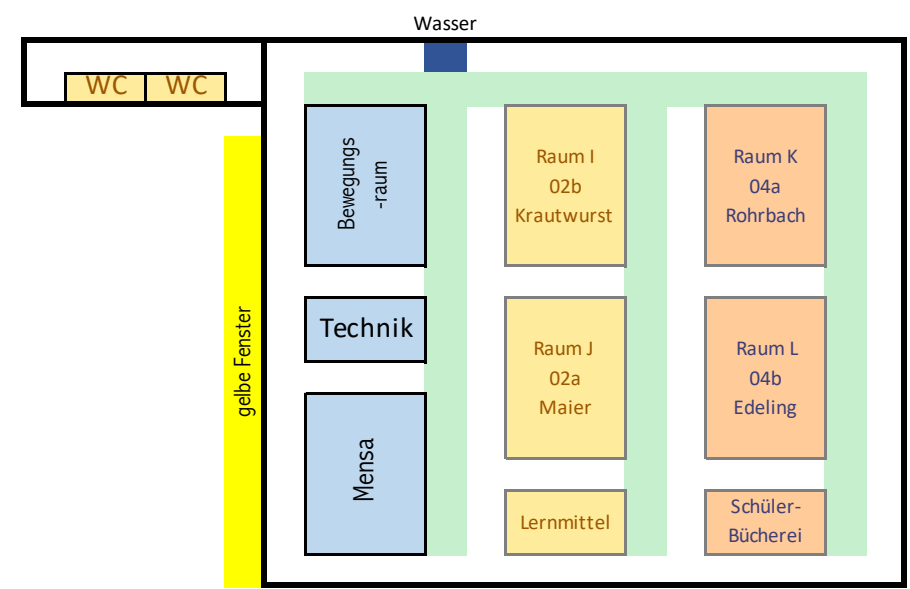 Wasser
WC WC
Bewegungs
-raum
Raum I
02b
Krautwurst
Raum K
04a
Rohrbach
gelbe Fenster
Technik
Raum J
02a
Maier
Raum L
04b
Edeling
Mensa
Lernmittel
Schüler-
Bücherei